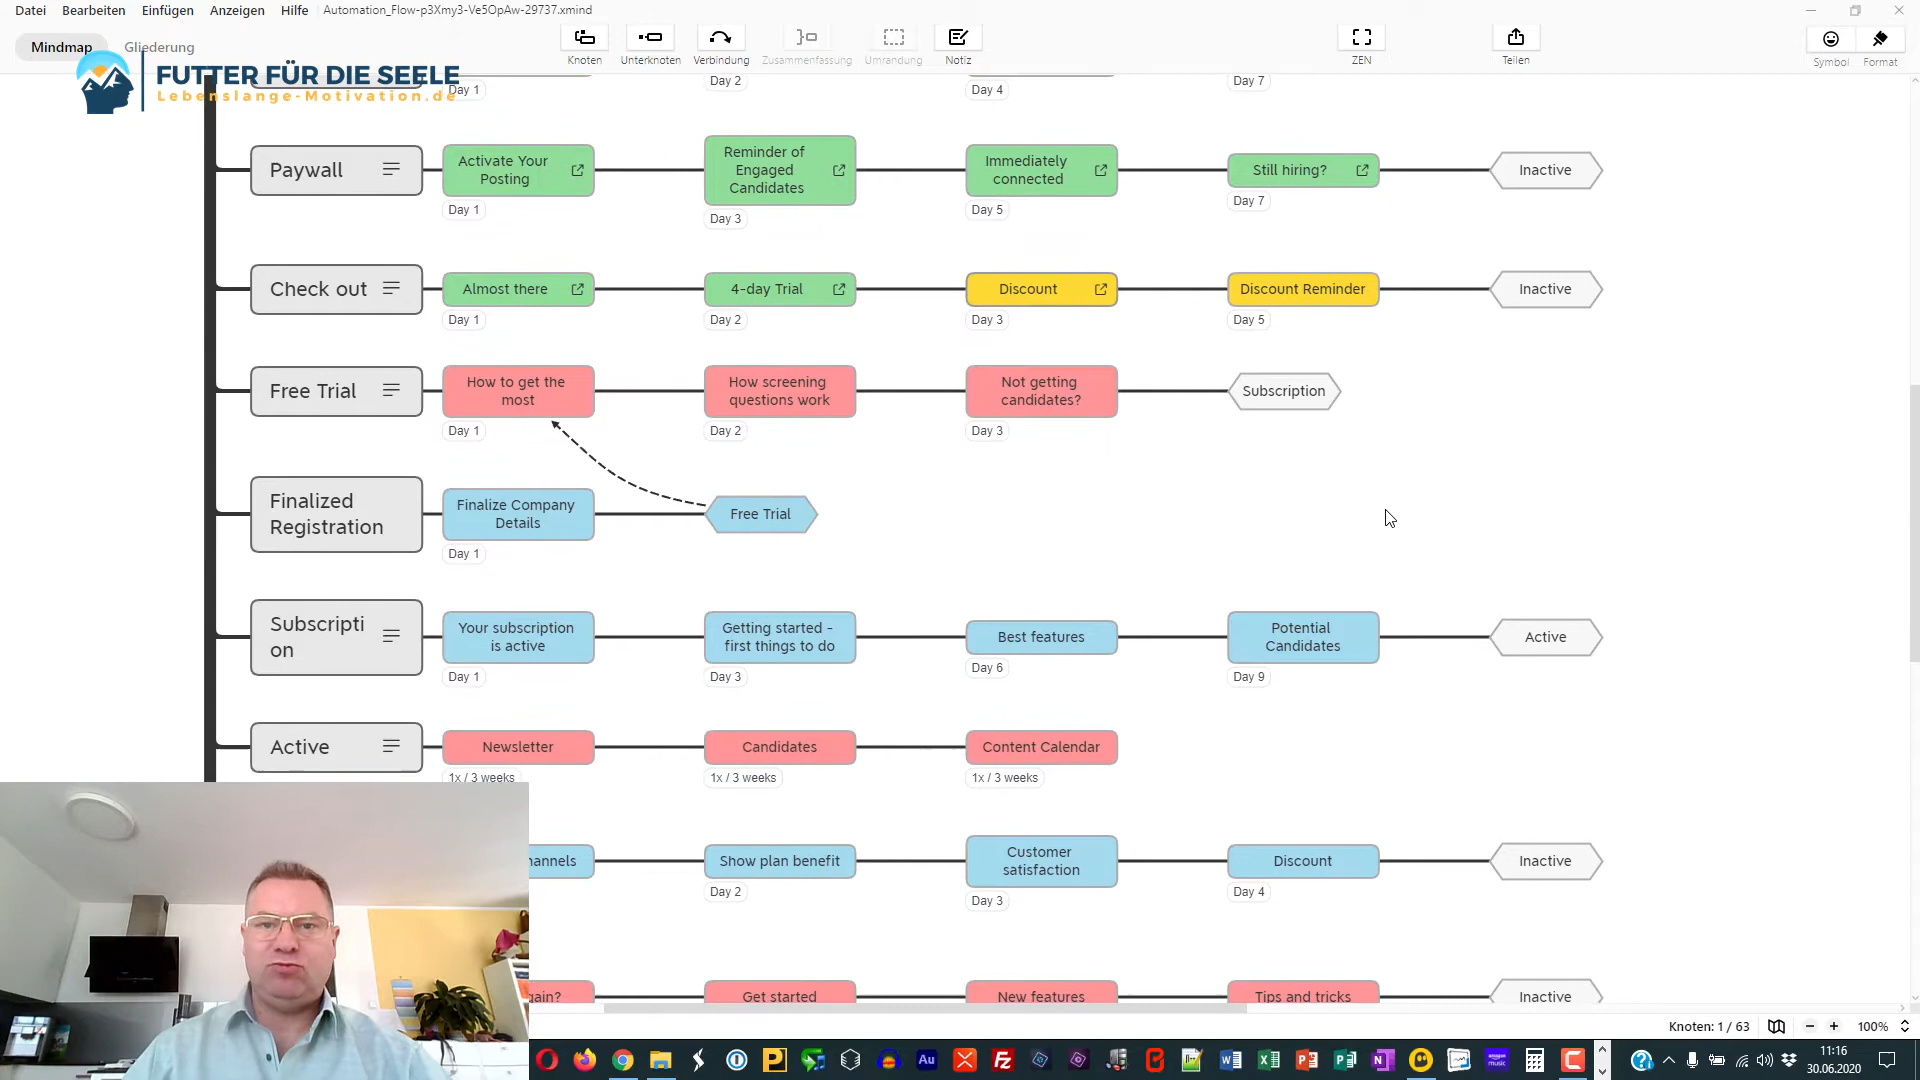 Datei Bearbeiten Einfügen Anzeigen Hilfe Automation_Flow-p3Xmy3-Ve5OpAw-29737.xmind
Mindmap Gliederung
Knoten Unterknoten Verbindung Zusammenfassung Umrandung Notiz ZEN Teilen Symbol Format
FUTTER FÜR DIE SEELE
Lebenslange-Motivation.de
Day 1 Day 2 Day 4 Day 7
Paywall
Activate Your
Posting
Day 1
Reminder of
Engaged
Candidates
Day 3
Immediately
connected
Day 5
Still hiring?
Day 7
Inactive
Check out
Almost there
Day 1
4-day Trial
Day 2
Discount
Day 3
Discount Reminder
Day 5
Inactive
Free Trial
How to get the
most
Day 1
How screening
questions work
Day 2
Not getting
candidates?
Day 3
Subscription
Finalized
Registration
Finalize Company
Details
Day 1
Free Trial
Subscripti
on
Your subscription
is active
Day 1
Getting started -
first things to do
Day 3
Best features
Day 6
Potential
Candidates
Day 9
Active
Active
Newsletter
1x / 3 weeks
Candidates
1x / 3 weeks
Content Calendar
1x / 3 weeks
hannels
Show plan benefit
Day 2
Customer
satisfaction
Day 3
Discount
Day 4
Inactive
gain?
Get started
New features
Tips and tricks
Inactive
Knoten: 1 / 63 100%
11:16
30.06.2020